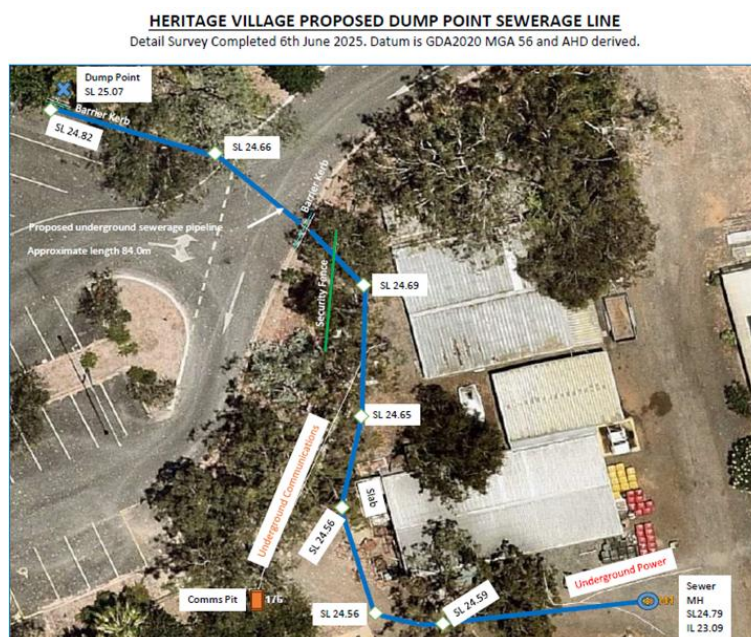 HERITAGE VILLAGE PROPOSED DUMP POINT SEWERAGE LINE
Detail Survey Completed 6th June 2025. Datum is GDA2020 MGA 56 and AHD derived.
Dump Point
SL 25.07
Barrier Kerb
SL 24.82
SL 24.66
Barrier Kerb
Proposed underground sewerage pipeline
Approximate length 84.0m
Security Fence
SL 24.69
SL 24.65
Underground Communications
Slab
SL 24.56
Underground Power
Comms Pit
SL 24.56
SL 24.59
Sewer
MH
SL24.79
IL 23.09